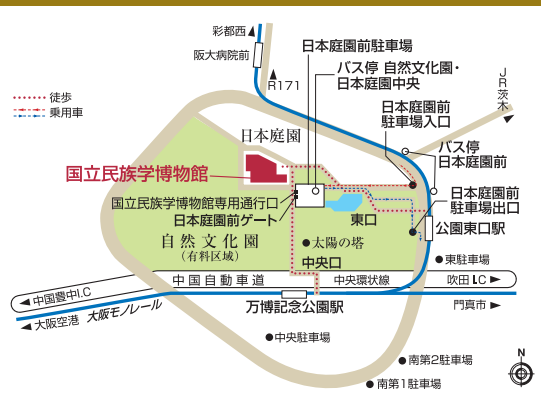 彩都西
阪大病院前
日本庭園前駐車場
バス停 自然文化園・
日本庭園中央
R171
JR茨木
徒歩
乗用車
日本庭園前
駐車場入口
日本庭園
バス停
日本庭園前
国立民族学博物館
国立民族学博物館専用通行口
日本庭園前ゲート
日本庭園前
駐車場出口
東口
公園東口駅
自然文化園
(有料区域)
太陽の塔
中央口
東駐車場
中国自動車道
中央環状線
吹田I.C
中国豊中I.C
万博記念公園駅
門真市
大阪空港
大阪モノレール
中央駐車場
南第2駐車場
南第1駐車場
N